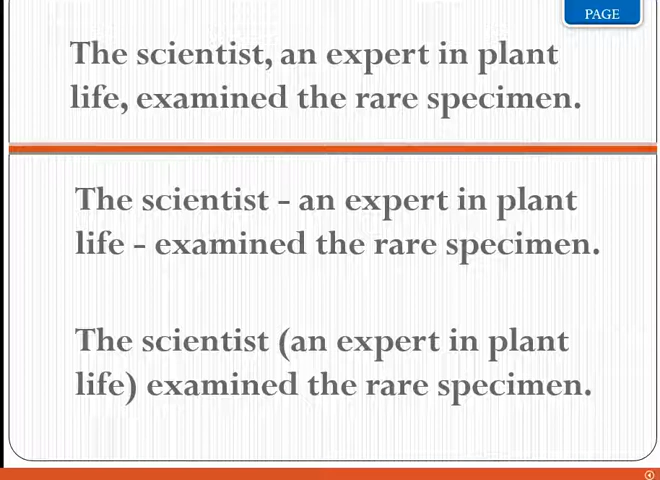 PAGE
The scientist, an expert in plant
life, examined the rare specimen.
The scientist - an expert in plant
life - examined the rare specimen.
The scientist (an expert in plant
life) examined the rare specimen.